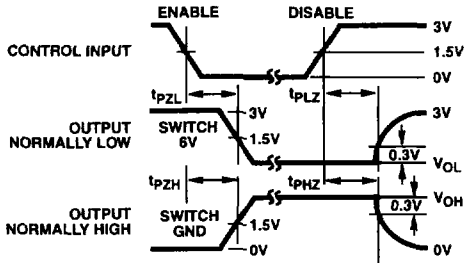 ENABLE DISABLE
CONTROL INPUT
3V
1.5V
0V
tPZL tPLZ
OUTPUT
NORMALLY LOW
SWITCH
6V
3V
1.5V
3V
0.3V
VOL
tPZH tPHZ
OUTPUT
NORMALLY HIGH
SWITCH
GND
1.5V
0V
VOH
0.3V
0V